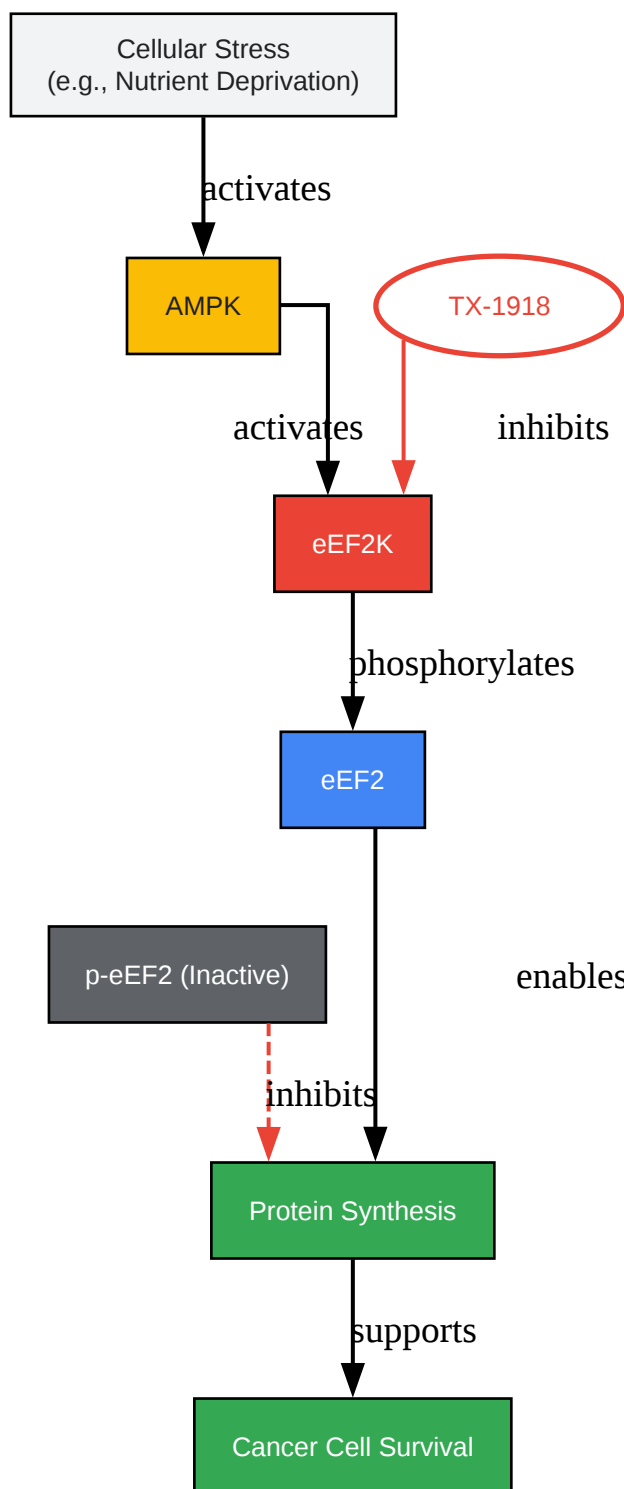 Cellular Stress
(e.g., Nutrient Deprivation)
activates
AMPK
TX-1918
activates
inhibits
eEF2K
phosphorylates
eEF2
p-eEF2 (Inactive)
enables
inhibits
Protein Synthesis
supports
Cancer Cell Survival